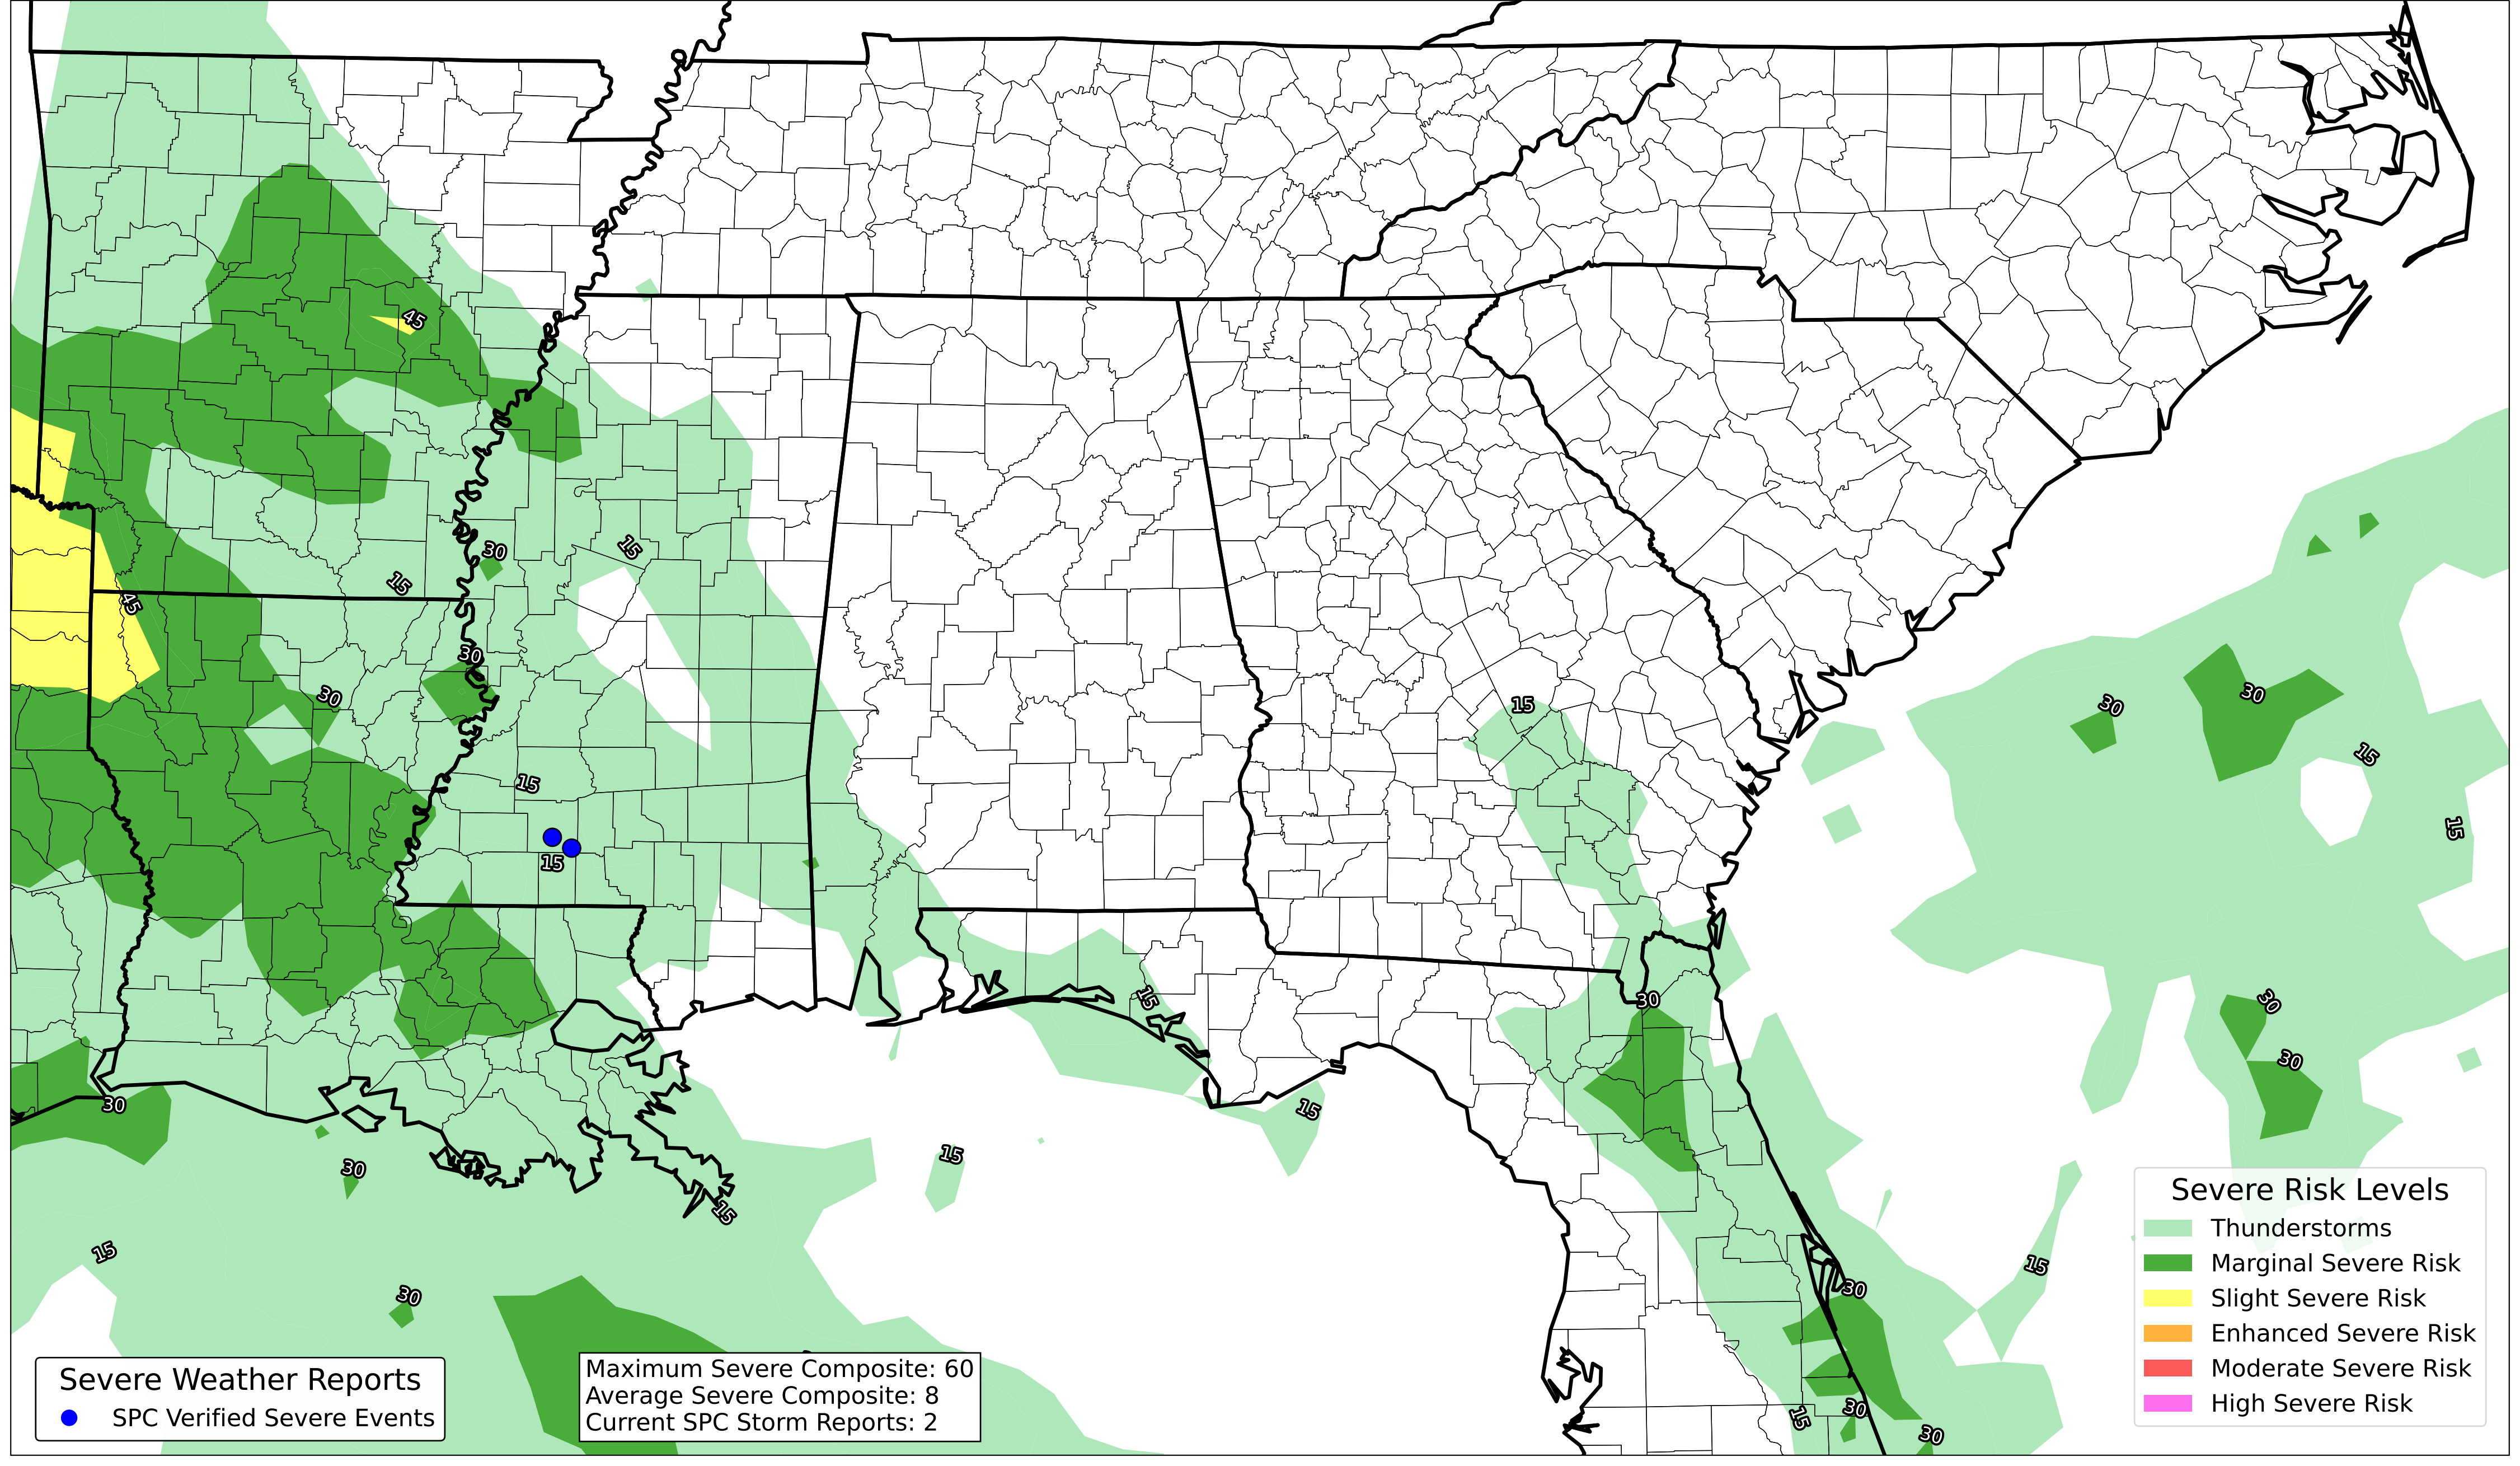 45
30
15
15
45
30
30
15
15
30
15
30
30
15
15
15
30
30
30
15
30
15
30
15
15
15
30
15
30
30
15
30
Severe Risk Levels
Thunderstorms
Marginal Severe Risk
Slight Severe Risk
Enhanced Severe Risk
Moderate Severe Risk
High Severe Risk
Severe Weather Reports
SPC Verified Severe Events
Maximum Severe Composite: 60
Average Severe Composite: 8
Current SPC Storm Reports: 2